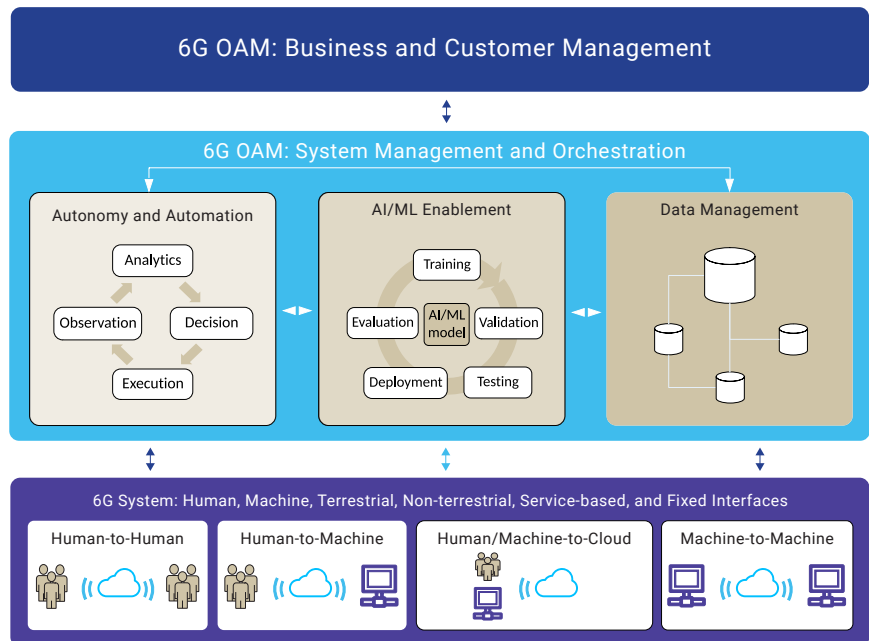 6G OAM: Business and Customer Management
6G OAM: System Management and Orchestration
Autonomy and Automation
Analytics
Observation
Decision
Execution
AI/ML Enablement
Training
Evaluation
AI/ML
model
Validation
Deployment
Testing
Data Management
6G System: Human, Machine, Terrestrial, Non-terrestrial, Service-based, and Fixed Interfaces
Human-to-Human
Human-to-Machine
Human/Machine-to-Cloud
Machine-to-Machine